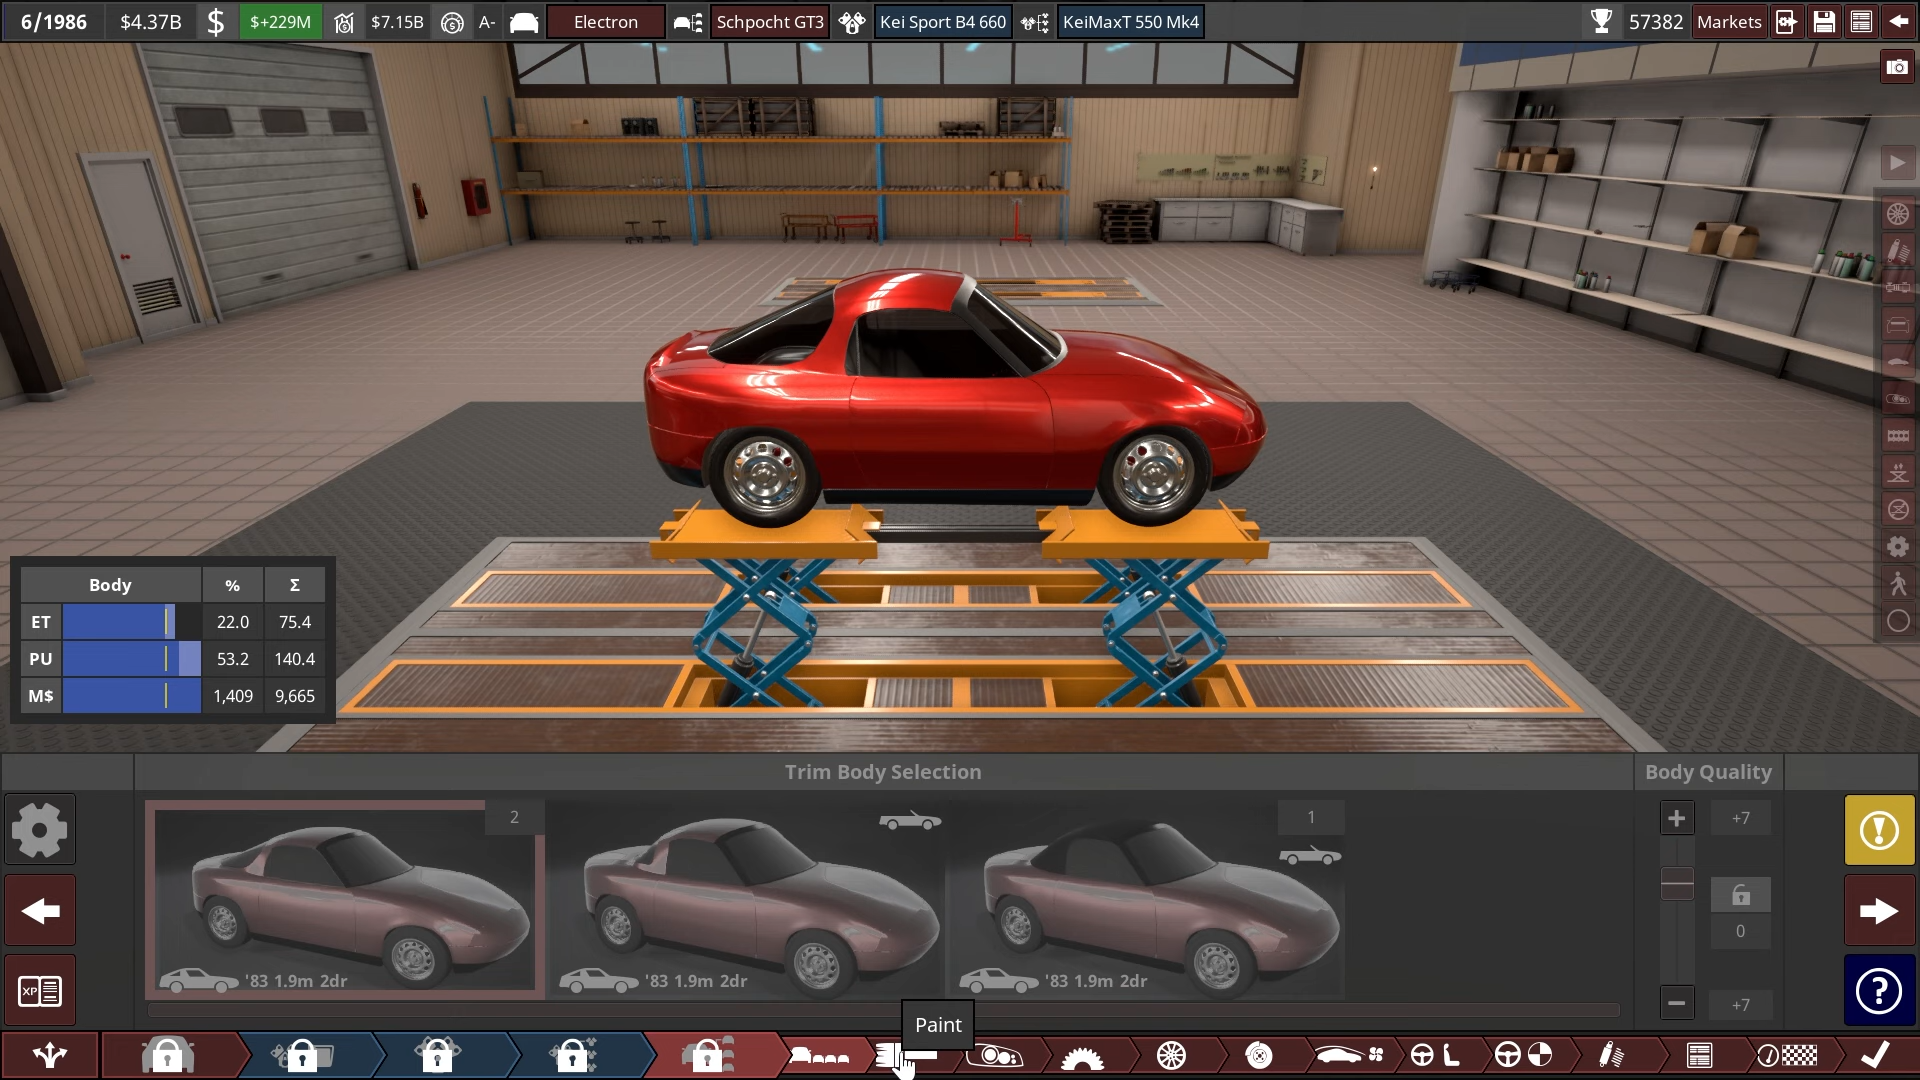 6/1986 $4.37B $ $+229M $7.15B A- Electron Schpocht GT3 Kei Sport B4 660 KeiMaxT 550 Mk4 57382 Markets
Body % Σ
ET 22.0 75.4
PU 53.2 140.4
M$ 1,409 9,665
Trim Body Selection
Body Quality
2
'83 1.9m 2dr
'83 1.9m 2dr
1
'83 1.9m 2dr
+7
0
+7
XP
?
Paint